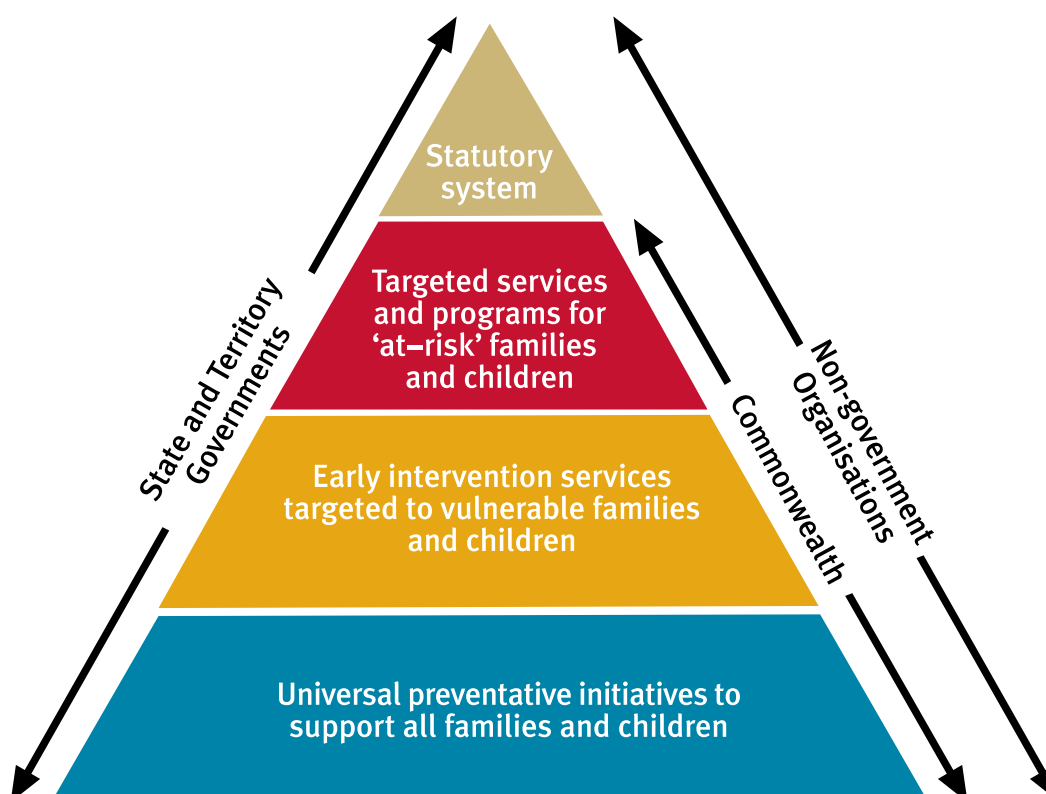 Statutory
system
Targeted services
and programs for
‘at–risk’ families
and children
Early intervention services
targeted to vulnerable families
and children
Universal preventative initiatives to
support all families and children
State and Territory
Governments
Commonwealth
Non-government
Organisations